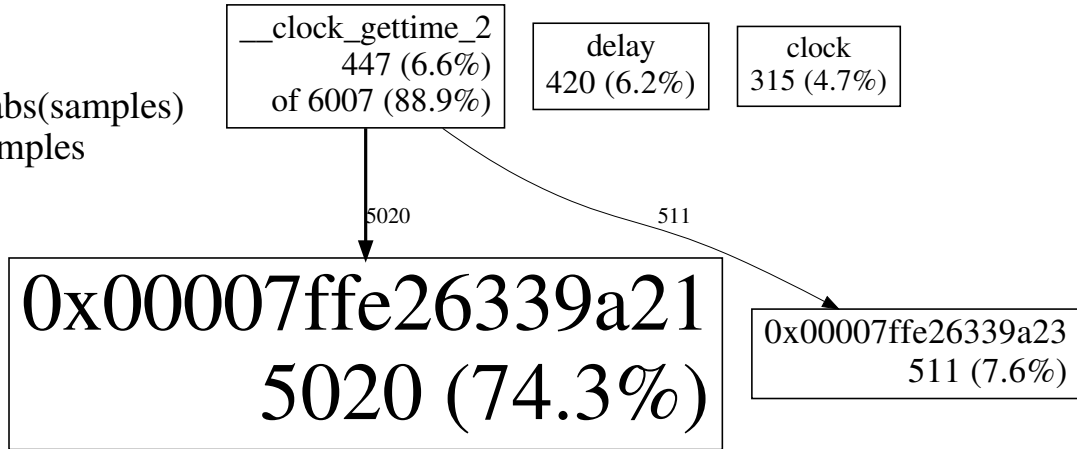 __clock_gettime_2
447 (6.6%)
of 6007 (88.9%)
delay
420 (6.2%)
clock
315 (4.7%)
abs(samples)
5020
511
0x00007ffe26339a21
5020 (74.3%)
0x00007ffe26339a23
511 (7.6%)